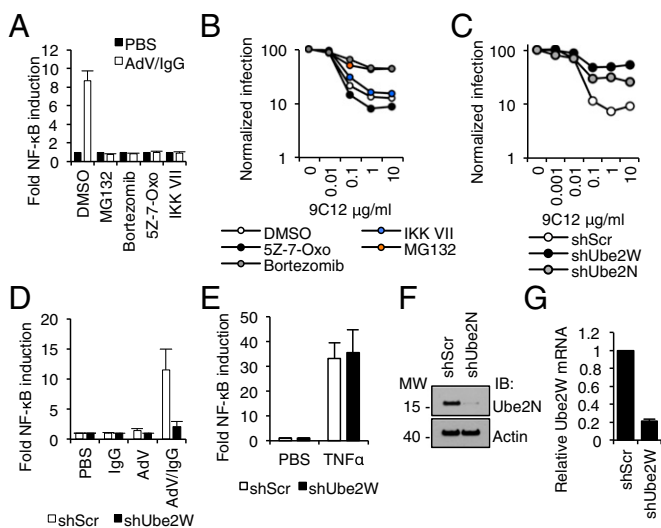 A
PBS
AdV/IgG
Fold NF-κB induction
12
10
8
6
4
2
0
DMSO
MG132
Bortezomib
5Z-7-Oxo
IKK VII
B
Normalized infection
100
10
1
0
0.01
0.1
1
10
9C12 μg/ml
DMSO
5Z-7-Oxo
Bortezomib
IKK VII
MG132
C
Normalized infection
100
10
1
0
0.001
0.01
0.1
1
10
9C12 μg/ml
shScr
shUbe2W
shUbe2N
D
Fold NF-κB induction
15
10
5
0
PBS
IgG
AdV
AdV/IgG
shScr
shUbe2W
E
Fold NF-κB induction
50
40
30
20
10
0
PBS
TNFα
shScr
shUbe2W
F
shScr
shUbe2N
MW
IB:
15 -
Ube2N
40 -
Actin
G
Relative Ube2W mRNA
1.2
1
0.8
0.6
0.4
0.2
0
shScr
shUbe2W